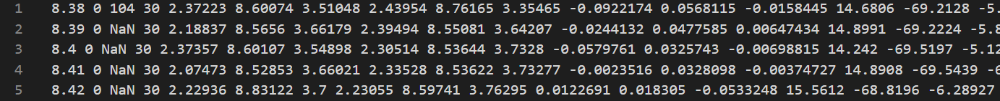 1 8.38 0 104 30 2.37223 8.60074 3.51048 2.43954 8.76165 3.35465 -0.0922174 0.0568115 -0.0158445 14.6806 -69.2128 -5.
2 8.39 0 NaN 30 2.18837 8.5656 3.66179 2.39494 8.55081 3.64207 -0.0244132 0.0477585 0.00647434 14.8991 -69.2224 -5.8
3 8.4 0 NaN 30 2.37357 8.60107 3.54898 2.30514 8.53644 3.7328 -0.0579761 0.0325743 -0.00698815 14.242 -69.5197 -5.12
4 8.41 0 NaN 30 2.07473 8.52853 3.66021 2.33528 8.53622 3.73277 -0.0023516 0.0328098 -0.00374727 14.8908 -69.5439 -6
5 8.42 0 NaN 30 2.22936 8.83122 3.7 2.23055 8.59741 3.76295 0.0122691 0.018305 -0.0533248 15.5612 -68.8196 -6.28927